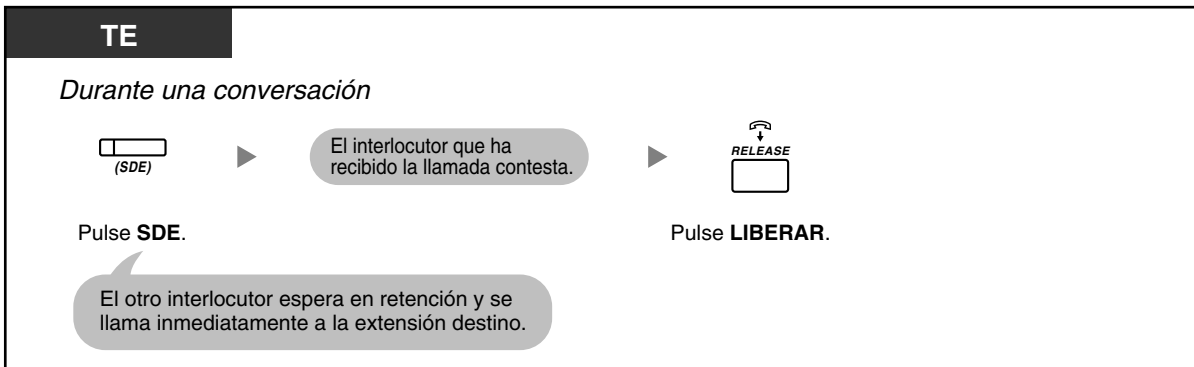 TE
Durante una conversación
(SDE)
El interlocutor que ha
recibido la llamada contesta.
RELEASE
Pulse SDE.
Pulse LIBERAR.
El otro interlocutor espera en retención y se
llama inmediatamente a la extensión destino.